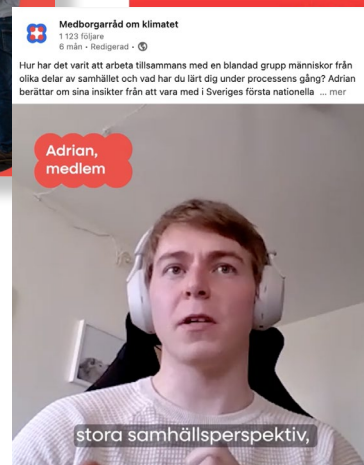 Medborgarråd om klimatet
1 123 följare
6 mån • Redigerad •
Hur har det varit att arbeta tillsammans med en blandad grupp människor från
olika delar av samhället och vad har du lärt dig under processens gång? Adrian
berättar om sina insikter från att vara med i Sveriges första nationella ... mer
Adrian,
medlem
stora samhällsperspektiv,